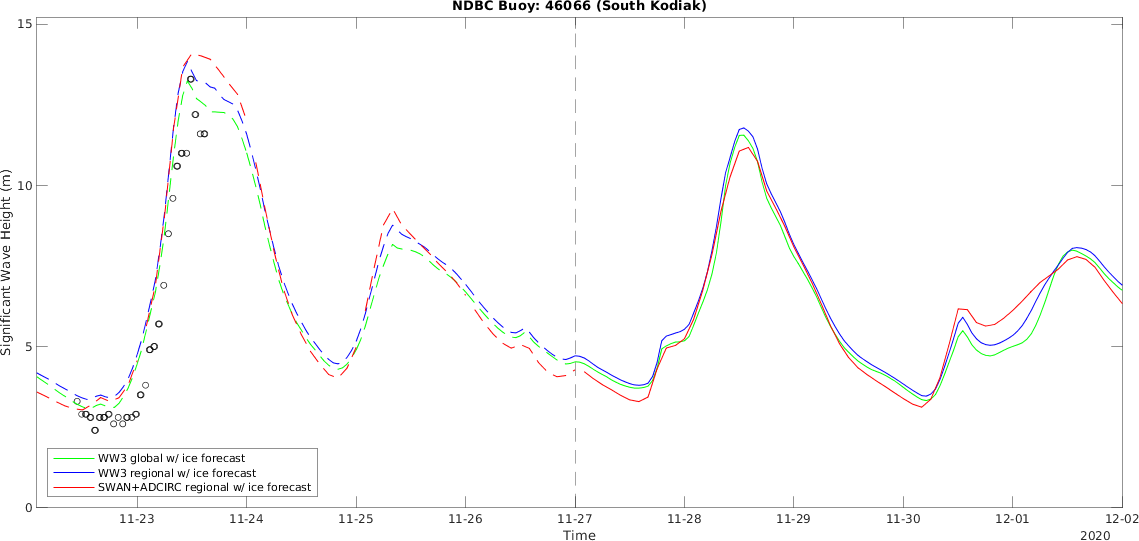 NDBC Buoy: 46066 (South Kodiak)
15
10
5
0
Significant Wave Height (m)
WW3 global w/ ice forecast
WW3 regional w/ ice forecast
SWAN+ADCIRC regional w/ ice forecast
11-23 11-24 11-25 11-26 11-27 11-28 11-29 11-30 12-01 12-02
Time
2020